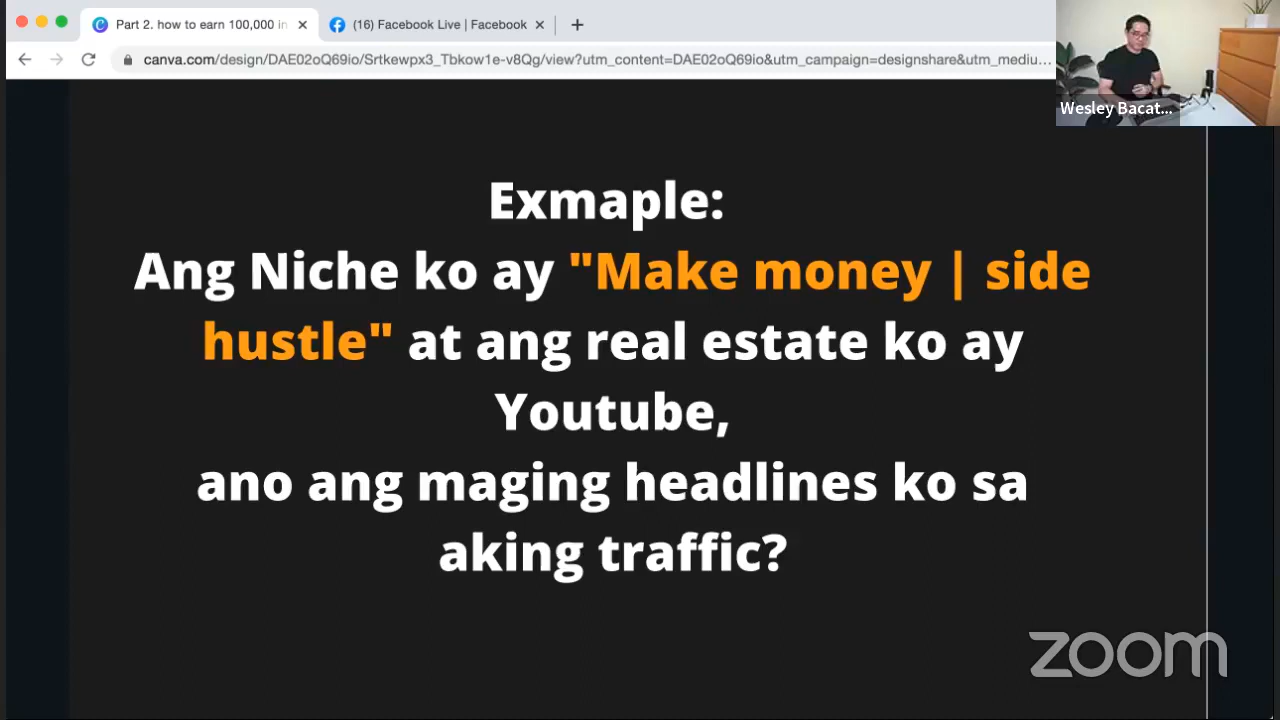 Part 2. how to earn 100,000 in
(16) Facebook Live | Facebook
canva.com/design/DAE02oQ69io/Srtkewpx3_Tbkow1e-v8Qg/view?utm_content=DAE02oQ69io&utm_campaign=designshare&utm_mediu...
Wesley Bacat...
Exmaple:
Ang Niche ko ay "Make money | side
hustle" at ang real estate ko ay
Youtube,
ano ang maging headlines ko sa
aking traffic?
zoom